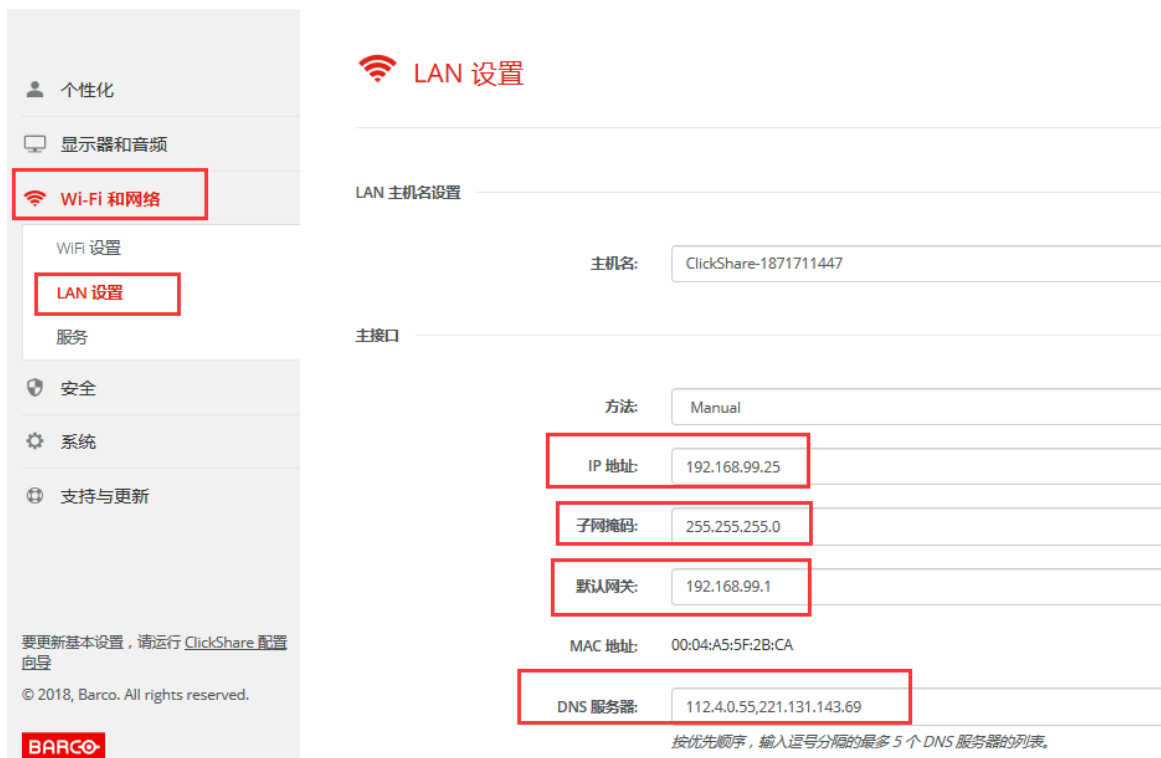 个性化
显示器和音频
Wi-Fi 和网络
WiFi 设置
LAN 设置
服务
安全
系统
支持与更新
要更新基本设置，请运行 ClickShare 配置
向导
© 2018, Barco. All rights reserved.
BARCO
LAN 设置
LAN 主机名设置
主机名: ClickShare-1871711447
主接口
方法: Manual
IP 地址: 192.168.99.25
子网掩码: 255.255.255.0
默认网关: 192.168.99.1
MAC 地址: 00:04:A5:5F:2B:CA
DNS 服务器: 112.4.0.55,221.131.143.69
按优先顺序，输入逗号分隔的最多 5 个 DNS 服务器的列表。